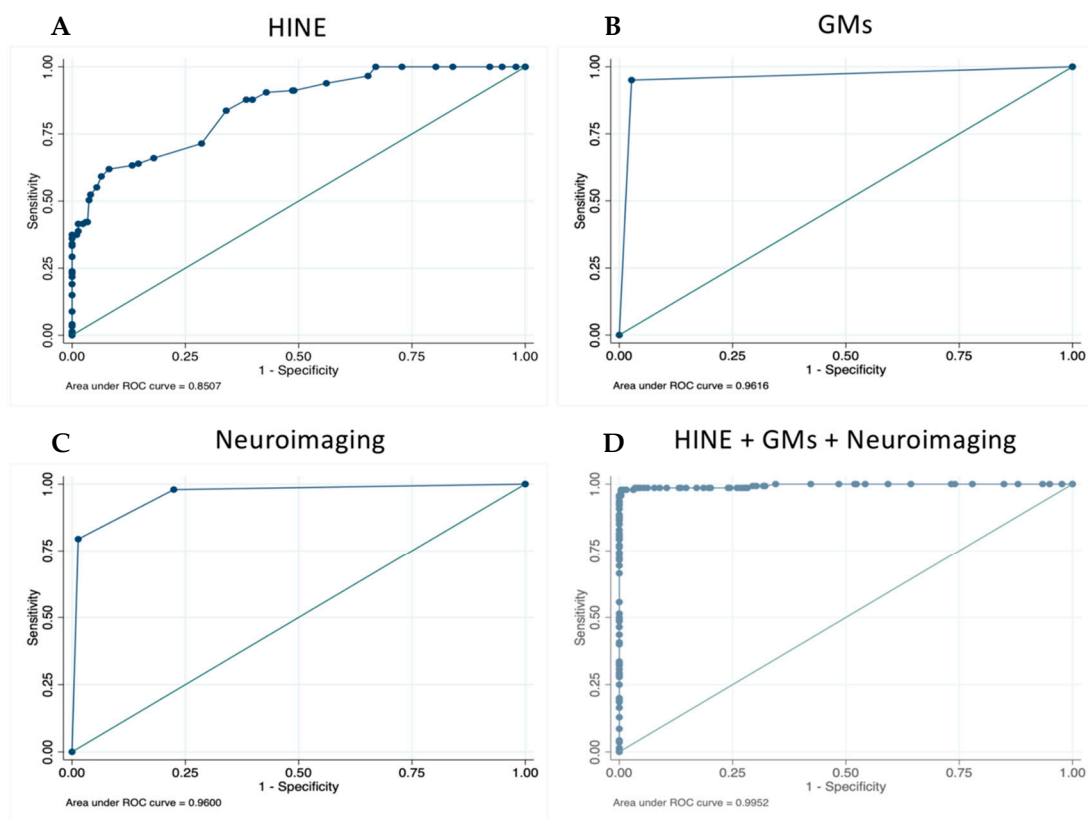 A
HINE
1.00
0.75
0.50
0.25
0.00
Sensitivity
0.00 0.25 0.50 0.75 1.00
1 - Specificity
Area under ROC curve = 0.8507
B
GMs
1.00
0.75
0.50
0.25
0.00
Sensitivity
0.00 0.25 0.50 0.75 1.00
1 - Specificity
Area under ROC curve = 0.9616
C
Neuroimaging
1.00
0.75
0.50
0.25
0.00
Sensitivity
0.00 0.25 0.50 0.75 1.00
1 - Specificity
Area under ROC curve = 0.9600
D
HINE + GMs + Neuroimaging
1.00
0.75
0.50
0.25
0.00
Sensitivity
0.00 0.25 0.50 0.75 1.00
1 - Specificity
Area under ROC curve = 0.9952